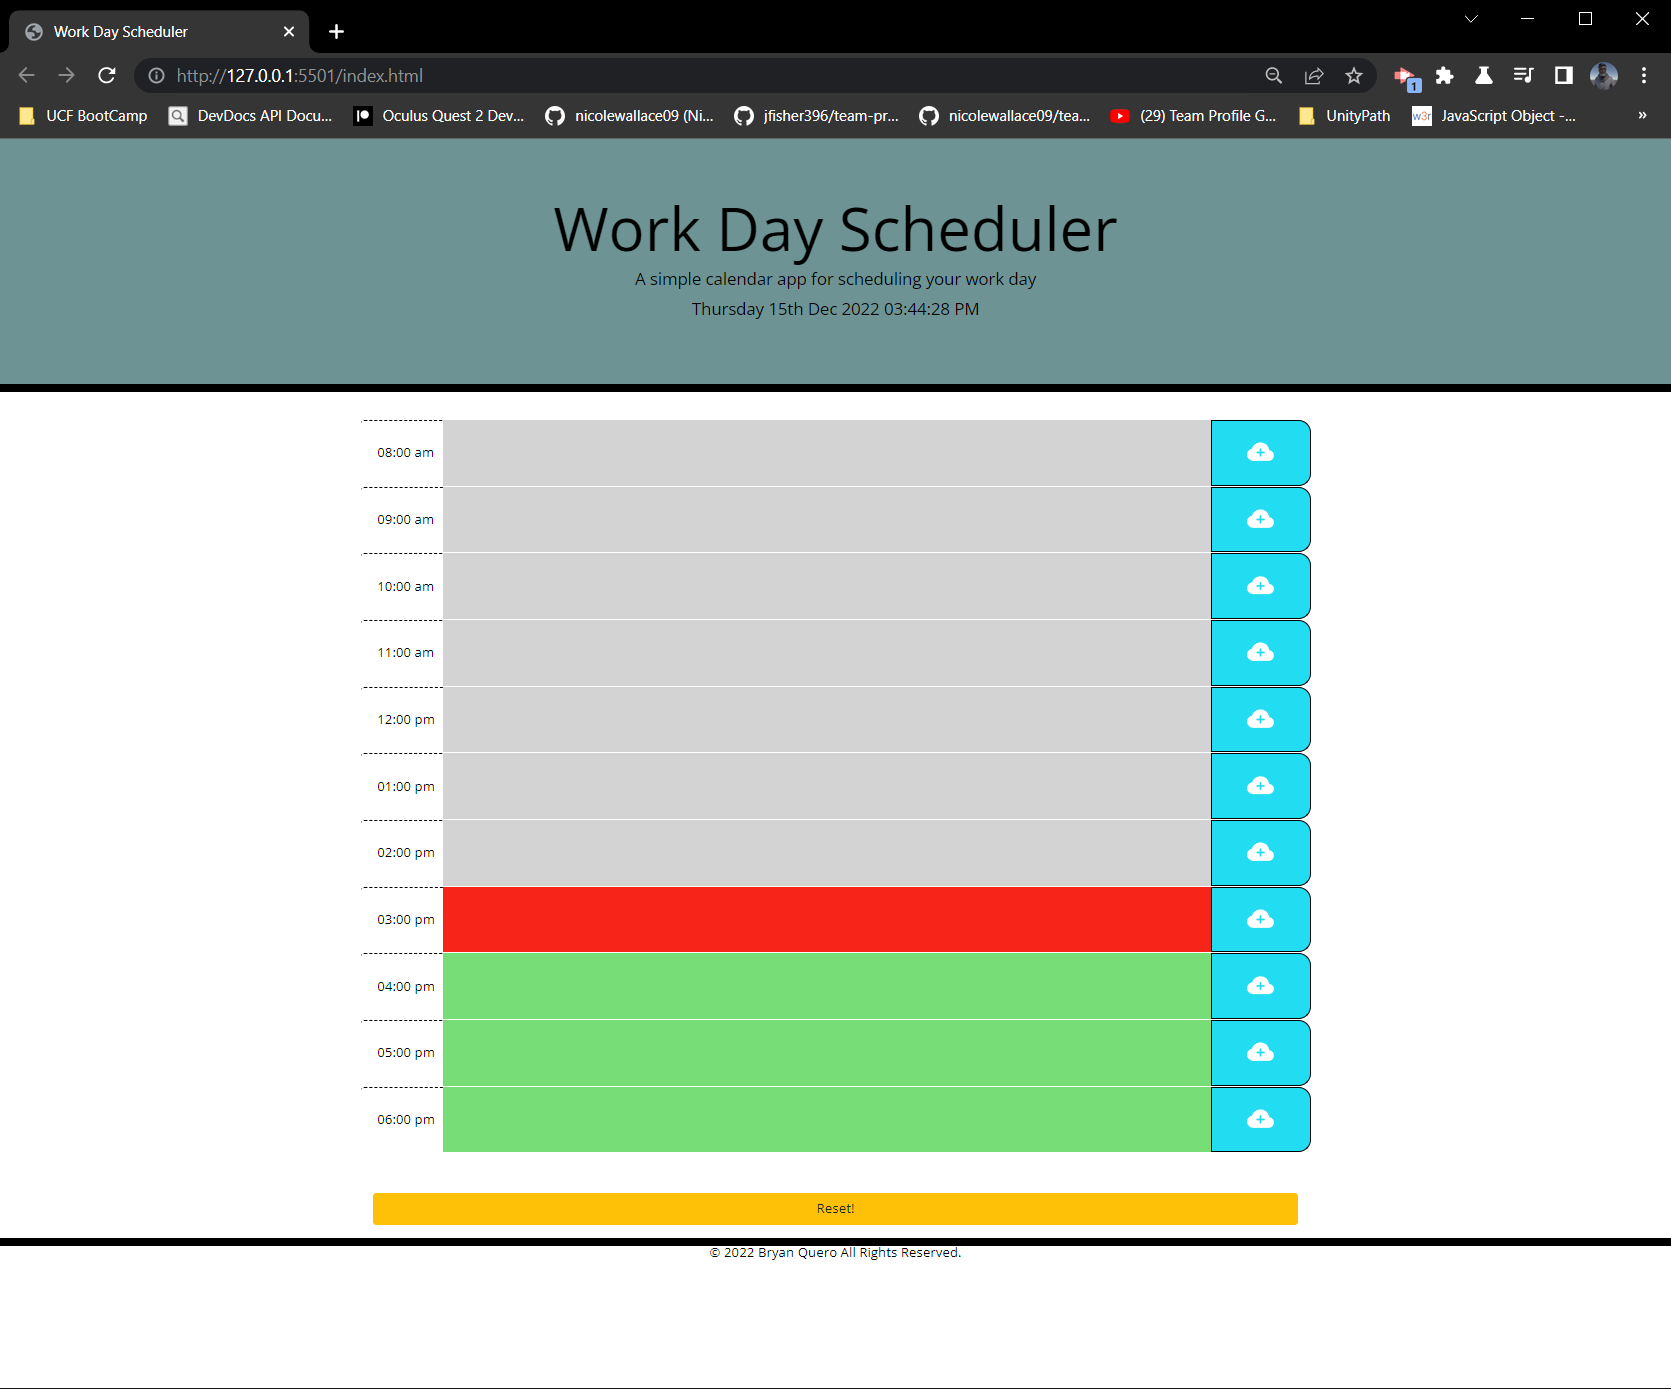 Work Day Scheduler
http://127.0.0.1:5501/index.html
1
UCF BootCamp DevDocs API Docu... Oculus Quest 2 Dev... nicolewallace09 (Ni... jfisher396/team-pr... nicolewallace09/tea... (29) Team Profile G... UnityPath w3r JavaScript Object -... »
Work Day Scheduler
A simple calendar app for scheduling your work day
Thursday 15th Dec 2022 03:44:28 PM
08:00 am
09:00 am
10:00 am
11:00 am
12:00 pm
01:00 pm
02:00 pm
03:00 pm
04:00 pm
05:00 pm
06:00 pm
Reset!
© 2022 Bryan Quero All Rights Reserved.